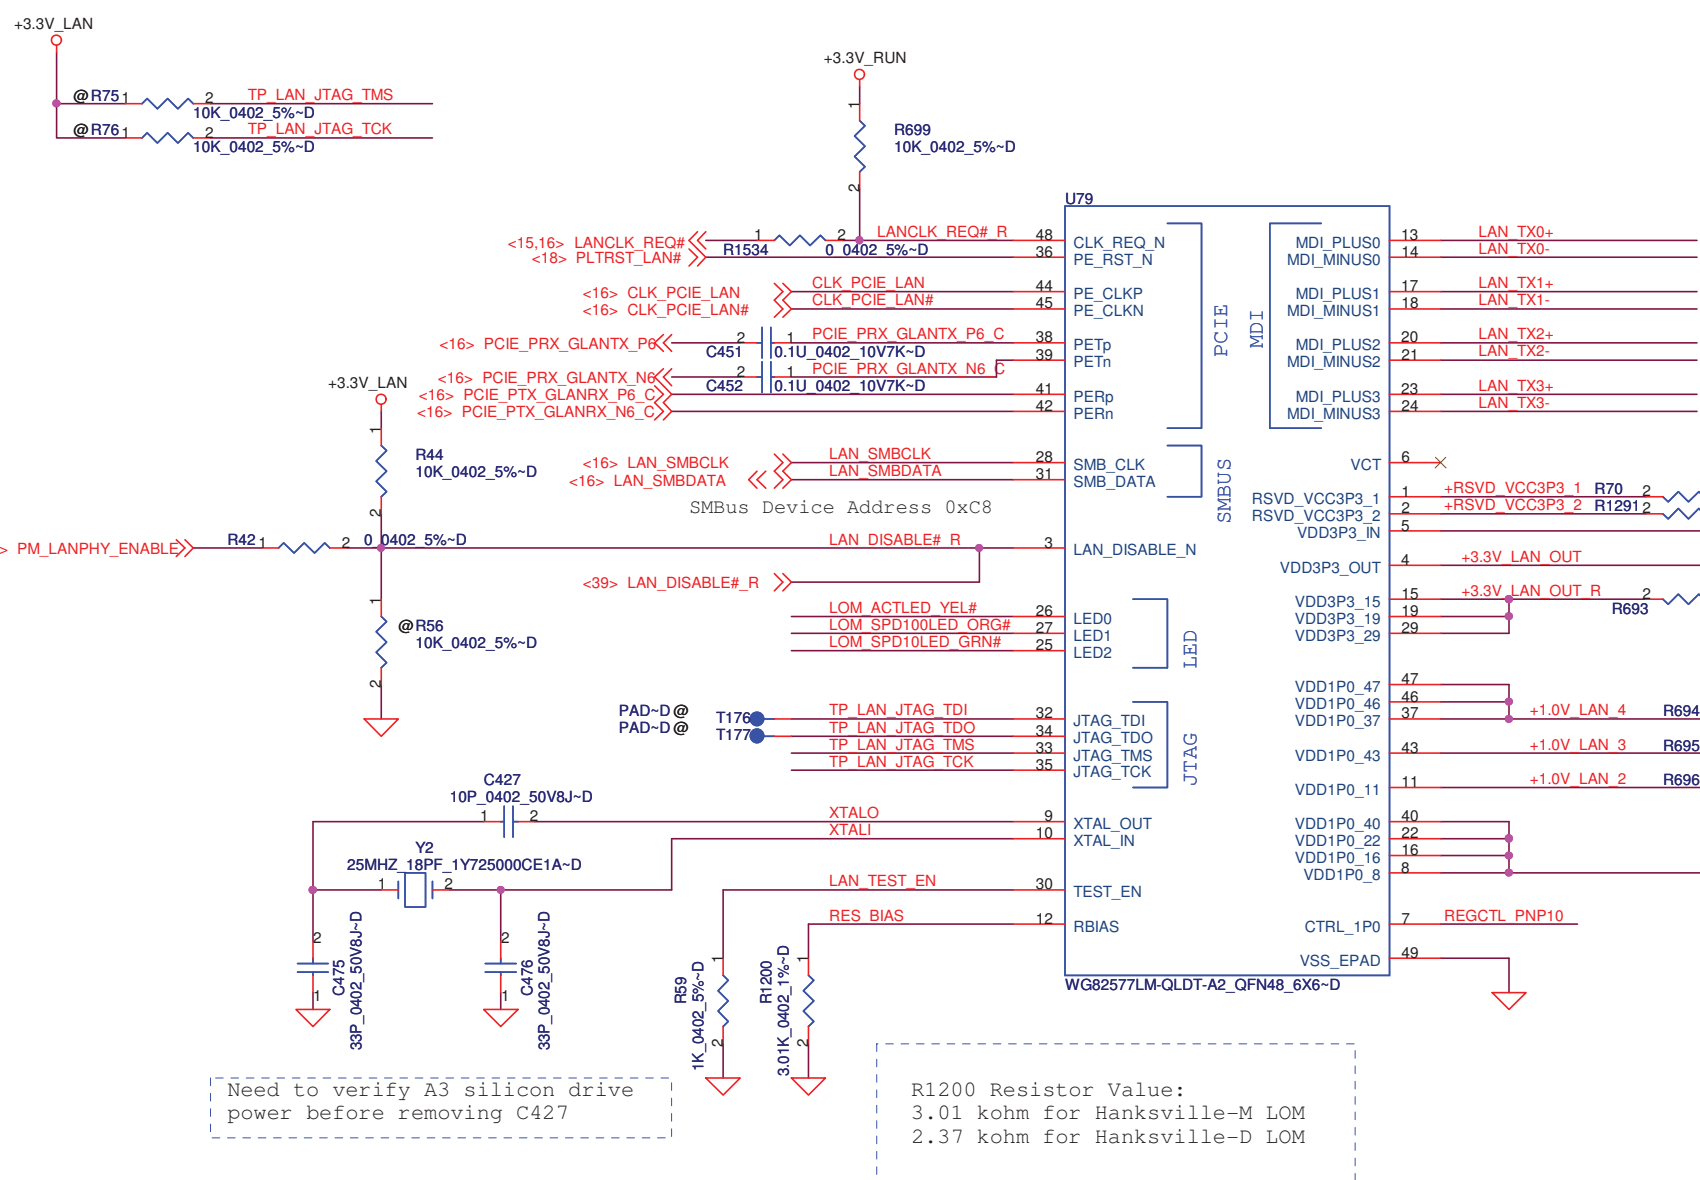 +3.3V_LAN
@ R75 1 2 TP_LAN_JTAG_TMS
10K_0402_5%~D
@ R76 1 2 TP_LAN_JTAG_TCK
10K_0402_5%~D
+3.3V_RUN
1
R699
10K_0402_5%~D
2
U79
<15,16> LANCLK_REQ# 1 2 LANCLK_REQ#_R 48 CLK_REQ_N
R1534 0_0402_5%~D
<18> PLTRST_LAN# 36 PE_RST_N
<16> CLK_PCIE_LAN CLK_PCIE_LAN 44 PE_CLKP
<16> CLK_PCIE_LAN# CLK_PCIE_LAN# 45 PE_CLKN
<16> PCIE_PRX_GLANTX_P6 2 1 PCIE_PRX_GLANTX_P6_C 38 PETp
C451 0.1U_0402_10V7K~D
39 PETn
<16> PCIE_PRX_GLANTX_N6 2 1 PCIE_PRX_GLANTX_N6_C
C452 0.1U_0402_10V7K~D
<16> PCIE_PTX_GLANRX_P6_C 41 PERp
<16> PCIE_PTX_GLANRX_N6_C 42 PERn
PCIE
+3.3V_LAN
1
R44
10K_0402_5%~D
2
<16> LAN_SMBCLK LAN_SMBCLK 28 SMB_CLK
<16> LAN_SMBDATA LAN_SMBDATA 31 SMB_DATA
SMBUS
SMBus Device Address 0xC8
> PM_LANPHY_ENABLE R42 1 2 0_0402_5%~D LAN_DISABLE#_R 3 LAN_DISABLE_N
<39> LAN_DISABLE#_R
1
@ R56
10K_0402_5%~D
2
LOM_ACTLED_YEL# 26 LED0
LOM_SPD100LED_ORG# 27 LED1
LOM_SPD10LED_GRN# 25 LED2
LED
PAD~D @ T176 TP_LAN_JTAG_TDI 32 JTAG_TDI
PAD~D @ T177 TP_LAN_JTAG_TDO 34 JTAG_TDO
TP_LAN_JTAG_TMS 33 JTAG_TMS
TP_LAN_JTAG_TCK 35 JTAG_TCK
JTAG
C427
10P_0402_50V8J~D
1 2 XTALO 9 XTAL_OUT
XTALI 10 XTAL_IN
Y2
25MHZ_18PF_1Y725000CE1A~D
1 2
LAN_TEST_EN 30 TEST_EN
RES_BIAS 12 RBIAS
2
C475
33P_0402_50V8J~D
1
2
C476
33P_0402_50V8J~D
1
1
R59
1K_0402_5%~D
2
1
R1200
3.01K_0402_1%~D
2
MDI
MDI_PLUS0 13 LAN_TX0+
MDI_MINUS0 14 LAN_TX0-
MDI_PLUS1 17 LAN_TX1+
MDI_MINUS1 18 LAN_TX1-
MDI_PLUS2 20 LAN_TX2+
MDI_MINUS2 21 LAN_TX2-
MDI_PLUS3 23 LAN_TX3+
MDI_MINUS3 24 LAN_TX3-
VCT 6
RSVD_VCC3P3_1 1 +RSVD_VCC3P3_1 R70 2
RSVD_VCC3P3_2 2 +RSVD_VCC3P3_2 R1291 2
VDD3P3_IN 5
VDD3P3_OUT 4 +3.3V_LAN_OUT
VDD3P3_15 15 +3.3V_LAN_OUT_R 2
R693
VDD3P3_19 19
VDD3P3_29 29
VDD1P0_47 47
VDD1P0_46 46
VDD1P0_37 37 +1.0V_LAN_4 R694
VDD1P0_43 43 +1.0V_LAN_3 R695
VDD1P0_11 11 +1.0V_LAN_2 R696
VDD1P0_40 40
VDD1P0_22 22
VDD1P0_16 16
VDD1P0_8 8
CTRL_1P0 7 REGCTL_PNP10
VSS_EPAD 49
WG82577LM-QLDT-A2_QFN48_6X6~D
Need to verify A3 silicon drive
power before removing C427
R1200 Resistor Value:
3.01 kohm for Hanksville-M LOM
2.37 kohm for Hanksville-D LOM